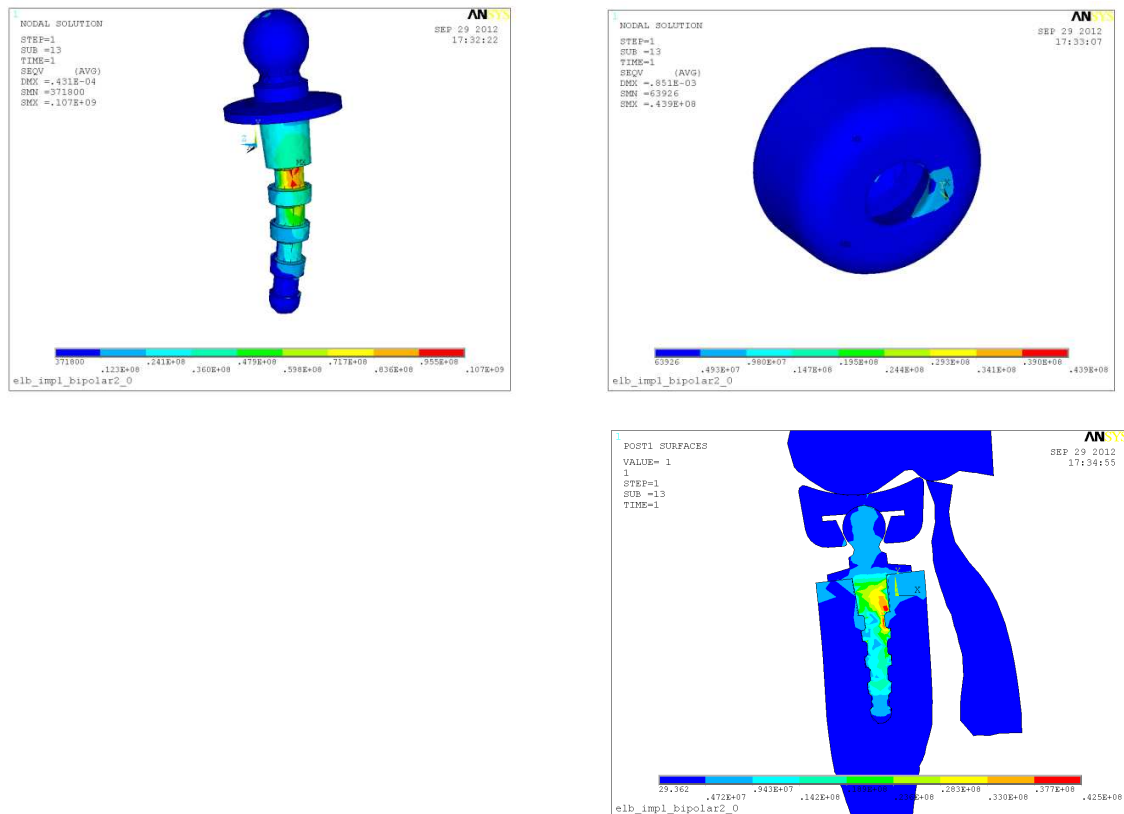 1
ANSYS
NODAL SOLUTION
SEP 29 2012
17:32:22
STEP=1
SUB =13
TIME=1
SEQV (AVG)
DMX =.431E-04
SMN =371800
SMX =.107E+09
MX
371800 .241E+08 .479E+08 .717E+08 .955E+08
.123E+08 .360E+08 .598E+08 .836E+08 .107E+09
elb_impl_bipolar2_0
1
ANSYS
NODAL SOLUTION
SEP 29 2012
17:33:07
STEP=1
SUB =13
TIME=1
SEQV (AVG)
DMX =.851E-03
SMN =63926
SMX =.439E+08
63926 .980E+07 .195E+08 .293E+08 .390E+08
.493E+07 .147E+08 .244E+08 .341E+08 .439E+08
elb_impl_bipolar2_0
1
ANSYS
POST1 SURFACES
SEP 29 2012
17:34:55
VALUE= 1
1
STEP=1
SUB =13
TIME=1
X
29.362 .943E+07 .283E+08 .377E+08
.472E+07 .142E+08 .330E+08 .425E+08
elb_impl_bipolar2_0